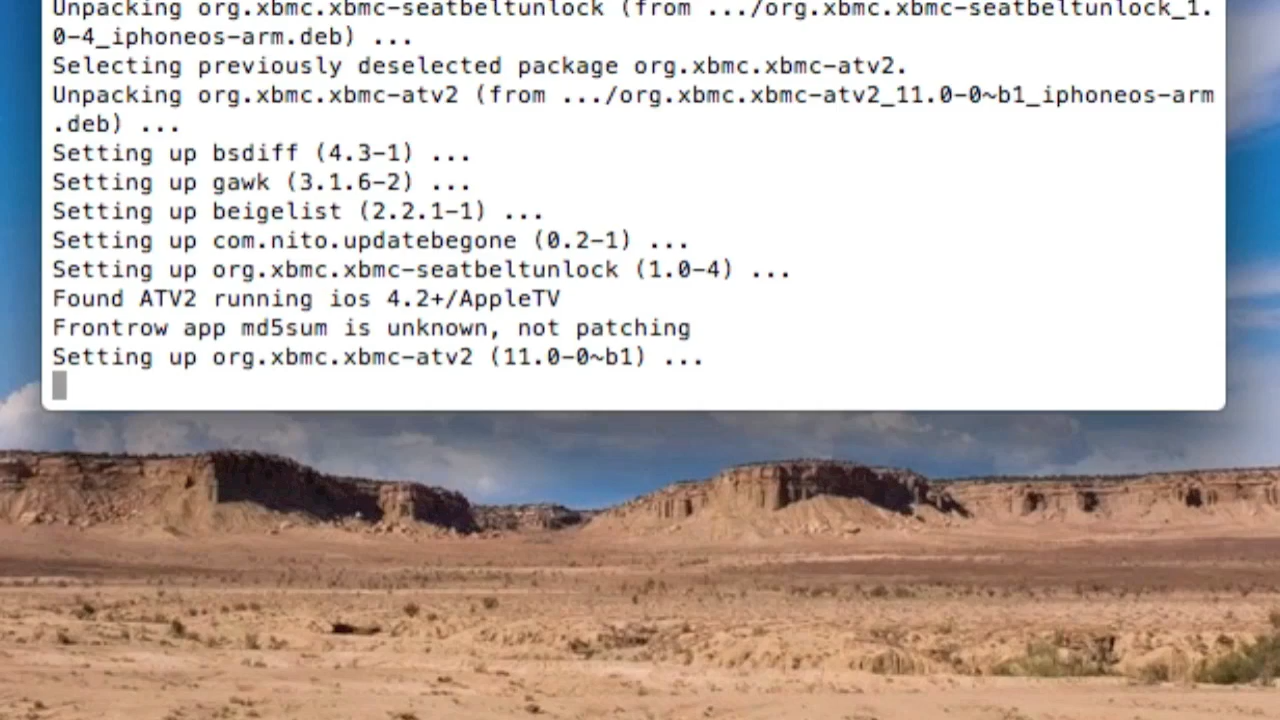 Unpacking org.xbmc.xbmc-seatbeltunlock (from .../org.xbmc.xbmc-seatbeltunlock_1.
0-4_iphoneos-arm.deb) ...
Selecting previously deselected package org.xbmc.xbmc-atv2.
Unpacking org.xbmc.xbmc-atv2 (from .../org.xbmc.xbmc-atv2_11.0-0~b1_iphoneos-arm
.deb) ...
Setting up bsdiff (4.3-1) ...
Setting up gawk (3.1.6-2) ...
Setting up beigelist (2.2.1-1) ...
Setting up com.nito.updatebegone (0.2-1) ...
Setting up org.xbmc.xbmc-seatbeltunlock (1.0-4) ...
Found ATV2 running ios 4.2+/AppleTV
Frontrow app md5sum is unknown, not patching
Setting up org.xbmc.xbmc-atv2 (11.0-0~b1) ...